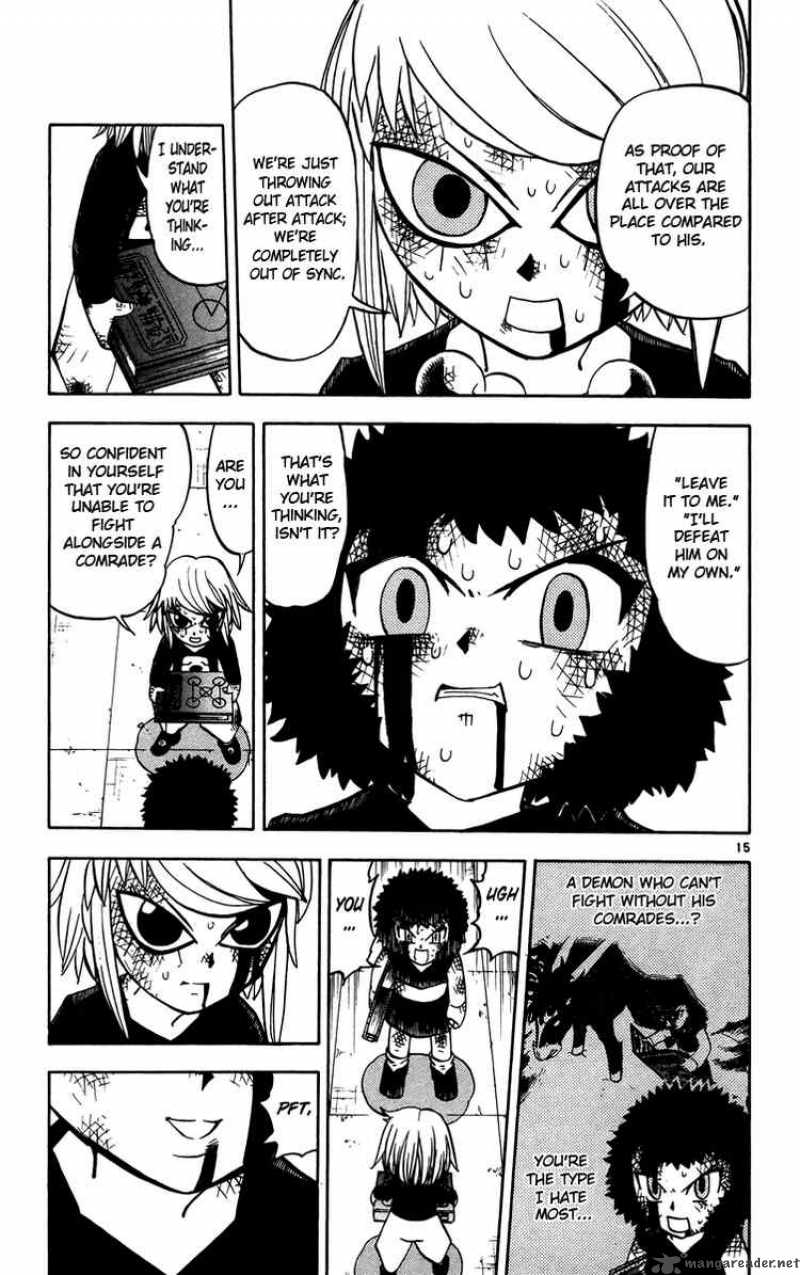 AS PROOF OF
THAT, OUR
ATTACKS ARE
ALL OVER THE
PLACE COMPARED
TO HIS.
WE'RE JUST
THROWING
OUT ATTACK
AFTER ATTACK;
WE'RE
COMPLETELY
OUT OF SYNC.
I UNDER-
STAND
WHAT
YOU'RE
THINK-
ING...
"LEAVE
IT TO ME."
"I'LL
DEFEAT
HIM ON
MY OWN."
THAT'S
WHAT
YOU'RE
THINKING,
ISN'T IT?
ARE
YOU
...
SO CONFIDENT
IN YOURSELF
THAT YOU'RE
UNABLE TO
FIGHT
ALONGSIDE A
COMRADE?
15
A DEMON WHO CAN'T
FIGHT WITHOUT HIS
COMRADES...?
YOU'RE
THE TYPE
I HATE
MOST...
UGH
...
YOU
...
PFT,
mangareader.net